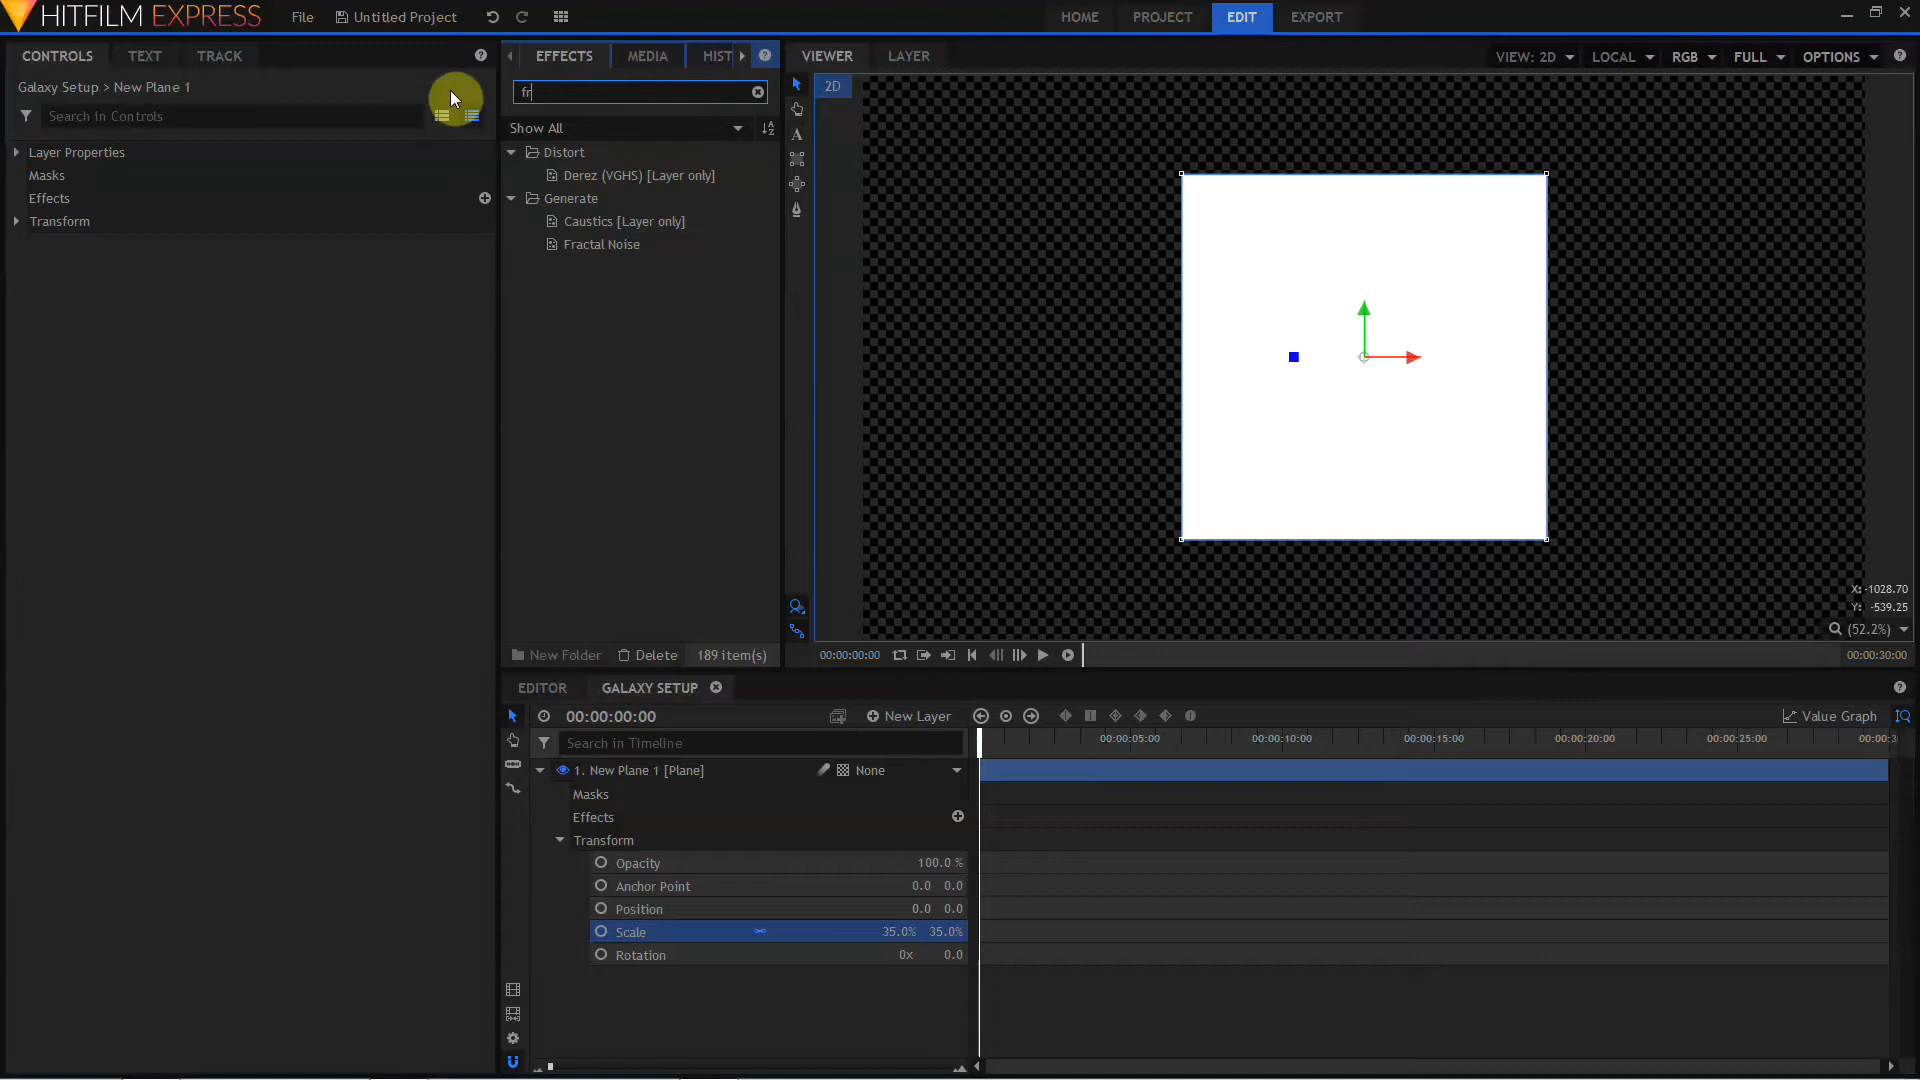 HITFILM EXPRESS File Untitled Project HOME PROJECT EDIT EXPORT
CONTROLS TEXT TRACK
Galaxy Setup > New Plane 1
Search in Controls
Layer Properties
Masks
Effects
Transform
EFFECTS MEDIA HIST
fr
Show All
Distort
Derez (VGHS) [Layer only]
Generate
Caustics [Layer only]
Fractal Noise
New Folder Delete 189 item(s)
VIEWER LAYER VIEW: 2D LOCAL RGB FULL OPTIONS
2D
X: -1028.70
Y: -539.25
(52.2%)
00:00:00:00 00:00:30:00
EDITOR GALAXY SETUP
00:00:00:00 New Layer Value Graph
Search in Timeline
00:00:05:00 00:00:10:00 00:00:15:00 00:00:20:00 00:00:25:00 00:00:3
1. New Plane 1 [Plane] None
Masks
Effects
Transform
Opacity 100.0 %
Anchor Point 0.0 0.0
Position 0.0 0.0
Scale 35.0% 35.0%
Rotation 0x 0.0